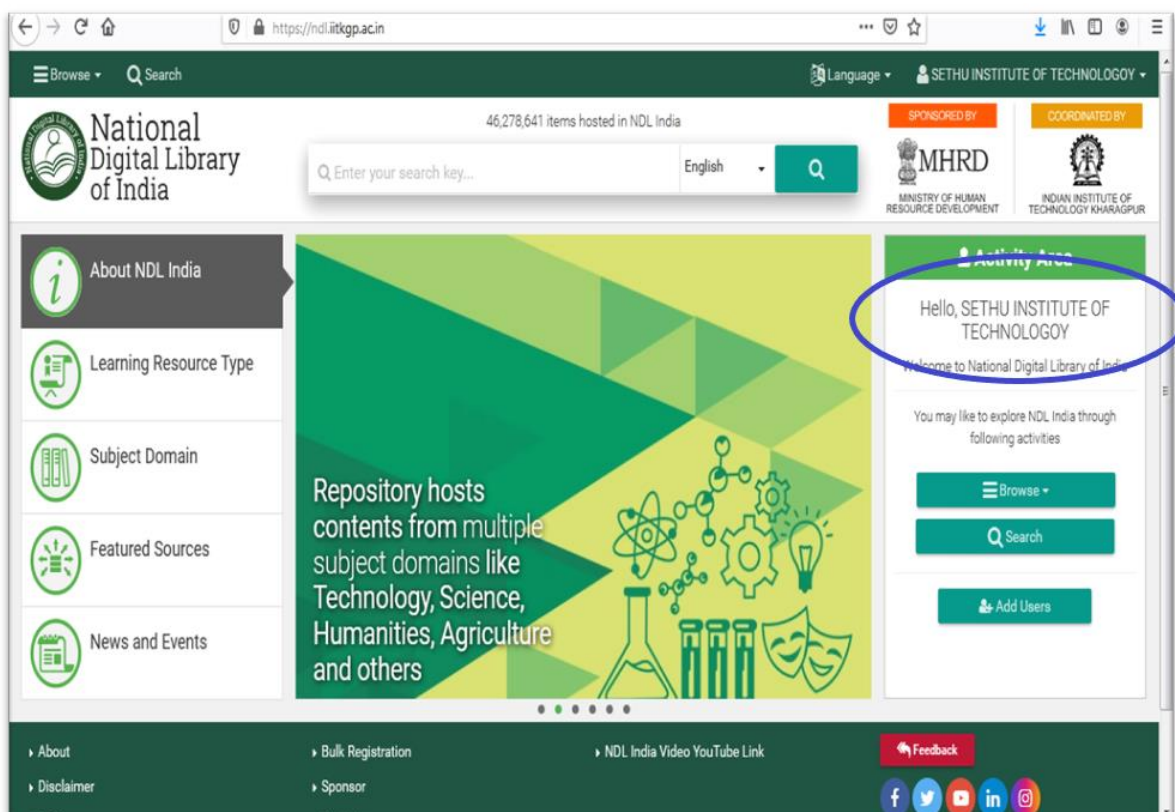 https://ndl.iitkgp.ac.in
Browse
Search
Language
SETHU INSTITUTE OF TECHNOLOGOY
National Digital Library of India
National
Digital Library
of India
46,278,641 items hosted in NDL India
Enter your search key...
English
SPONSORED BY
MHRD
MINISTRY OF HUMAN
RESOURCE DEVELOPMENT
COORDINATED BY
INDIAN INSTITUTE OF
TECHNOLOGY KHARAGPUR
About NDL India
Learning Resource Type
Subject Domain
Featured Sources
News and Events
Repository hosts
contents from multiple
subject domains like
Technology, Science,
Humanities, Agriculture
and others
Activity Area
Hello, SETHU INSTITUTE OF
TECHNOLOGOY
Welcome to National Digital Library of India
You may like to explore NDL India through
following activities
Browse
Search
Add Users
About
Disclaimer
Bulk Registration
Sponsor
NDL India Video YouTube Link
Feedback